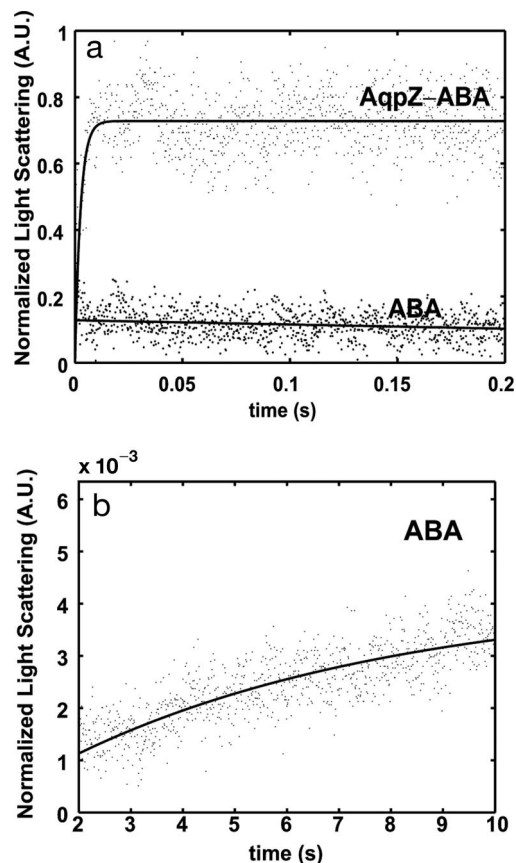 a
Normalized Light Scattering (A.U.)
1
0.8
0.6
0.4
0.2
0
AqpZ–ABA
ABA
0 0.05 0.1 0.15 0.2
time (s)
x 10⁻³
b
Normalized Light Scattering (A.U.)
6
5
4
3
2
1
0
ABA
2 3 4 5 6 7 8 9 10
time (s)